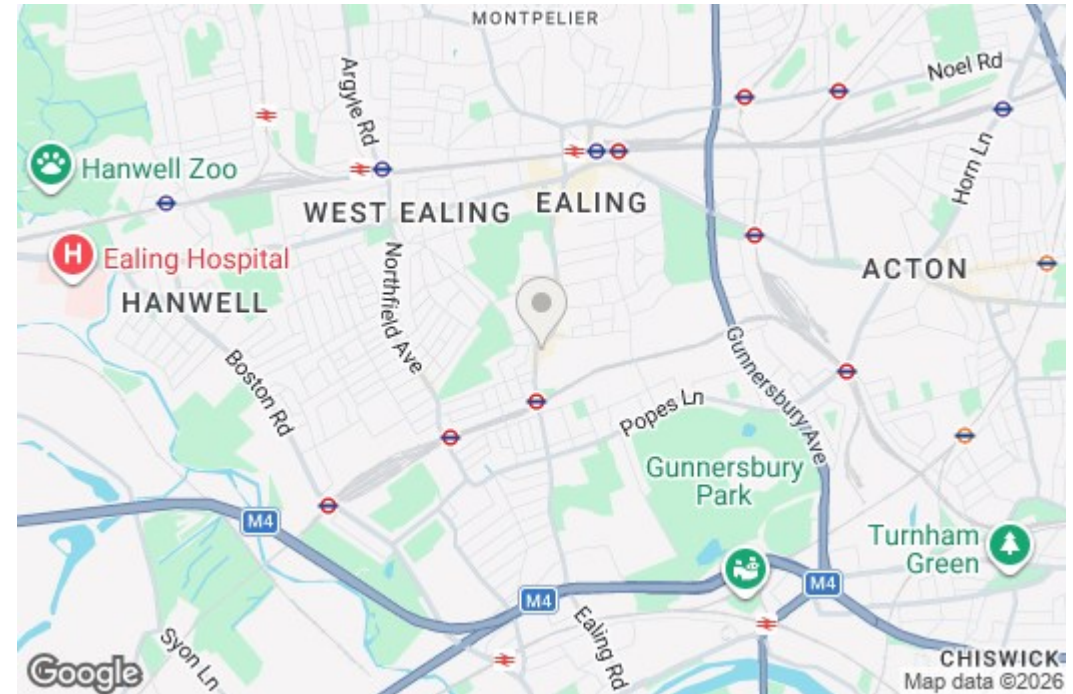 MONTPELIER
Argyle Rd
Noel Rd
Horn Ln
Hanwell Zoo
WEST EALING
EALING
H
Ealing Hospital
HANWELL
Northfield Ave
ACTON
Boston Rd
Gunnersbury Ave
Popes Ln
Gunnersbury
Park
M4
Turnham
Green
M4
M4
Ealing Rd
Syon Ln
CHISWICK
Google
Map data ©2026